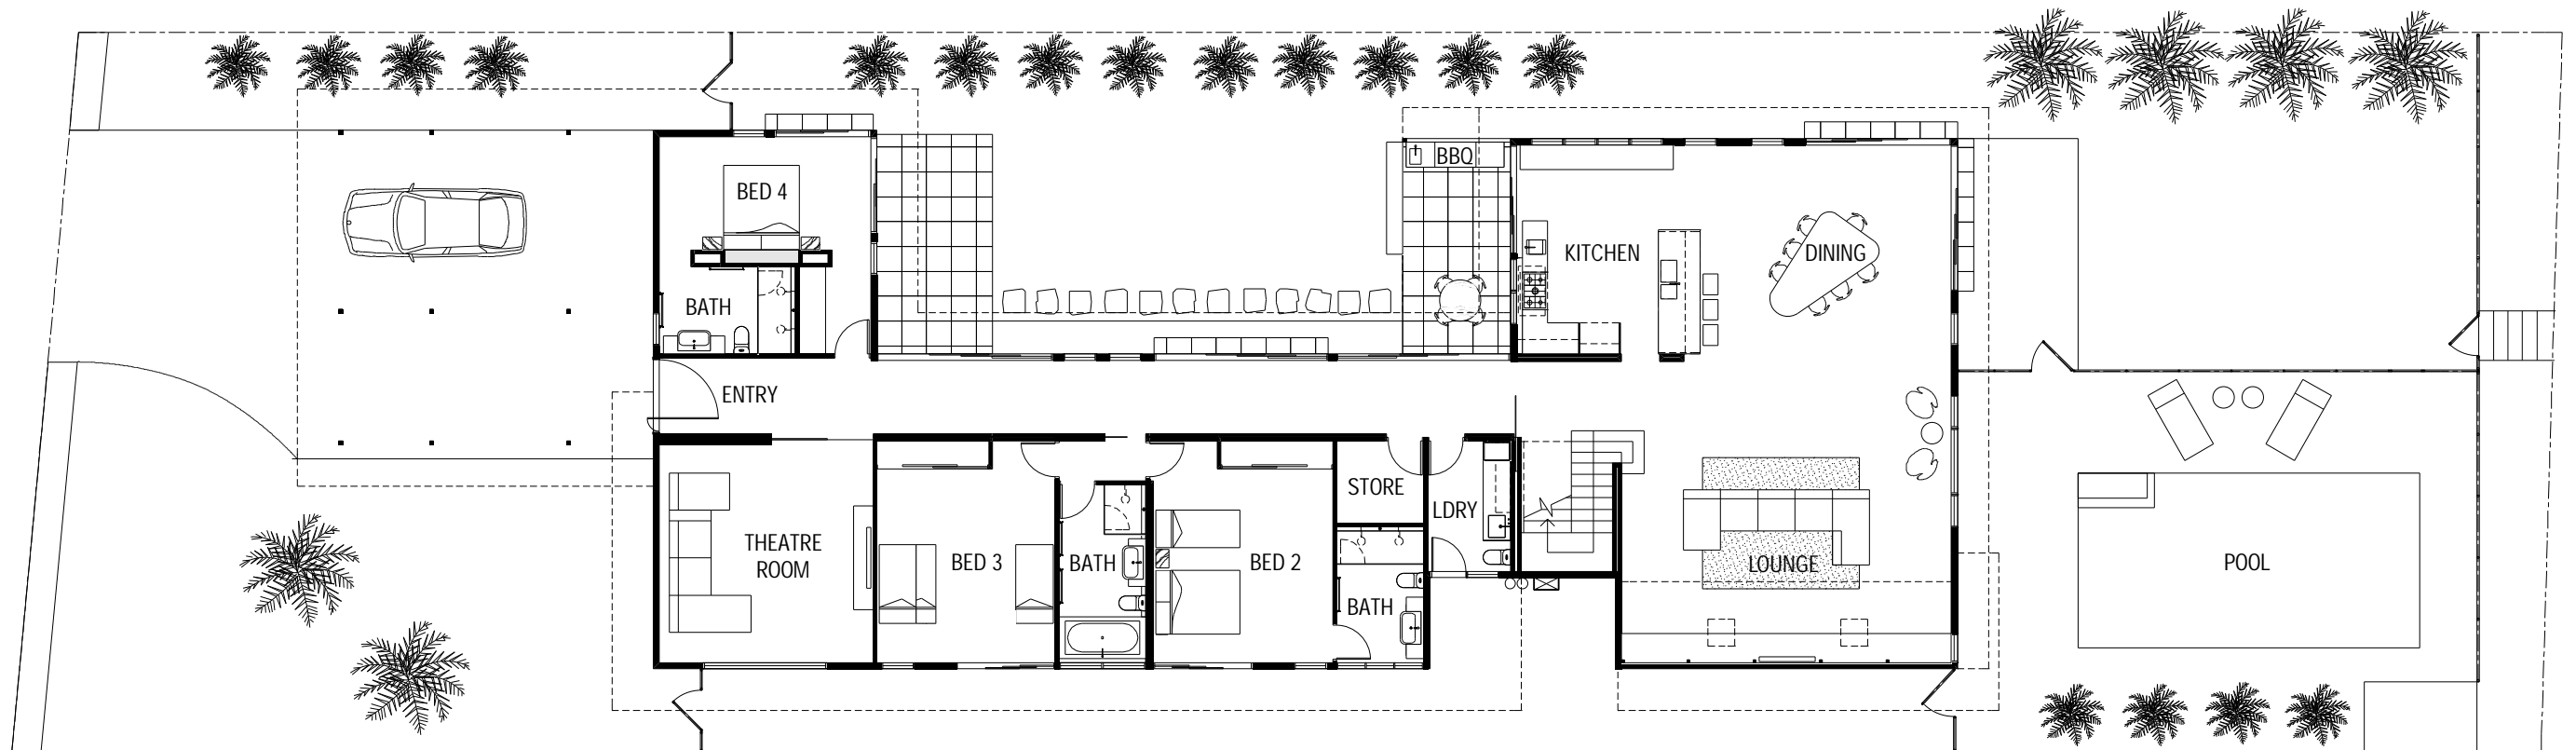 BED 4
BBQ
KITCHEN
DINING
BATH
ENTRY
STORE
LDRY
THEATRE
ROOM
BED 3
BATH
BED 2
BATH
LOUNGE
POOL